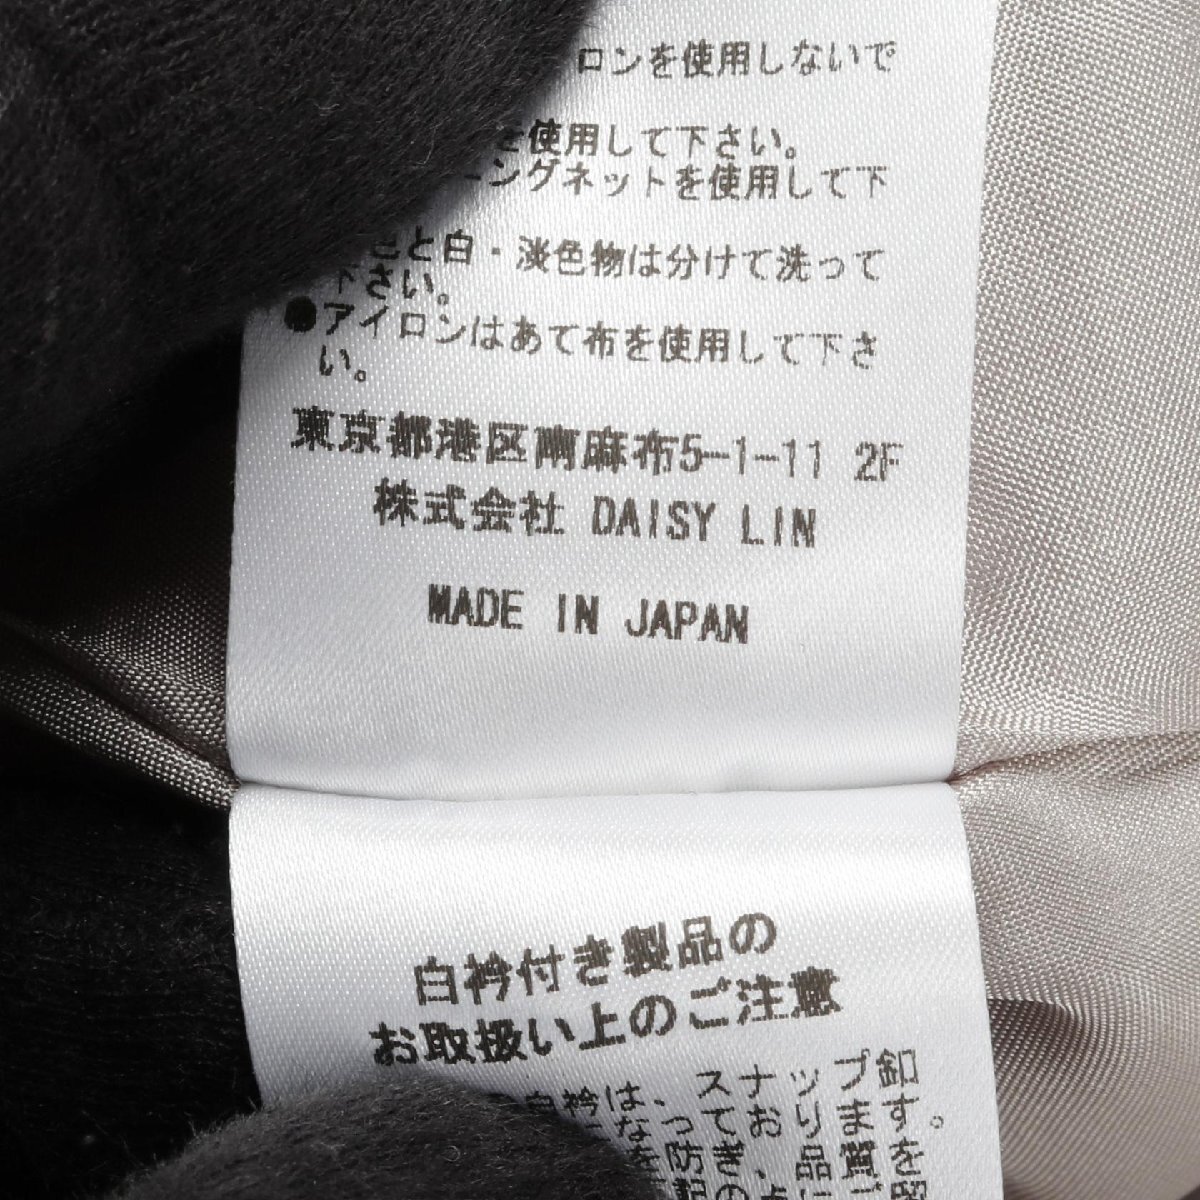 ロンを使用しないで
を使用して下さい。
ングネットを使用して下
色と白・淡色物は分けて洗って
下さい。
●アイロンはあて布を使用して下さ
い。
東京都港区南麻布5-1-11 2F
株式会社 DAISY LIN
MADE IN JAPAN
白衿付き製品の
お取扱い上のご注意
白衿は、スナップ釦
なっております。
防き、品質を